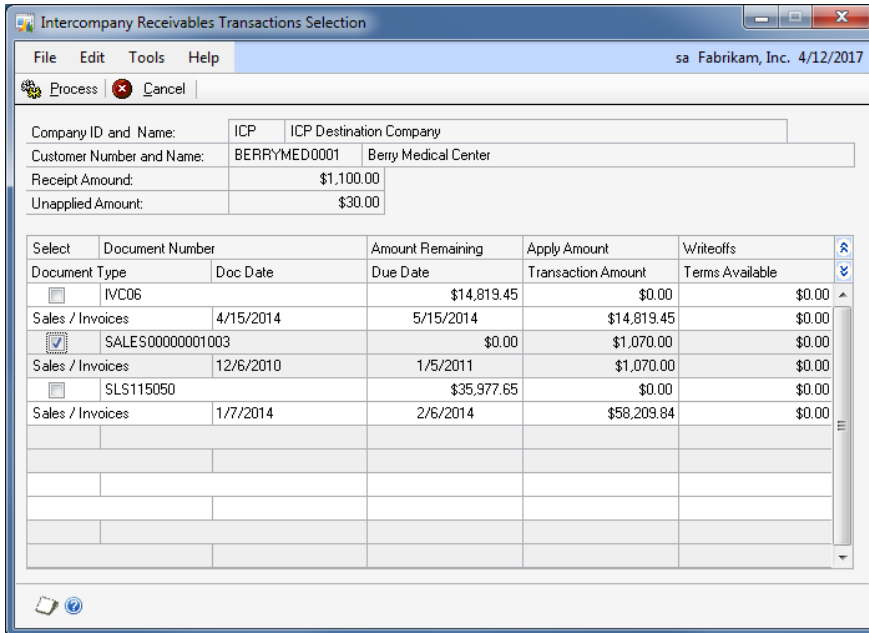 Intercompany Receivables Transactions Selection
File Edit Tools Help sa Fabrikam, Inc. 4/12/2017
Process Cancel
Company ID and Name: ICP ICP Destination Company
Customer Number and Name: BERRYMED0001 Berry Medical Center
Receipt Amount: $1,100.00
Unapplied Amount: $30.00
Select Document Number Amount Remaining Apply Amount Writeoffs
Document Type Doc Date Due Date Transaction Amount Terms Available
IVC06 $14,819.45 $0.00 $0.00
Sales / Invoices 4/15/2014 5/15/2014 $14,819.45 $0.00
SALES00000001003 $0.00 $1,070.00 $0.00
Sales / Invoices 12/6/2010 1/5/2011 $1,070.00 $0.00
SLS115050 $35,977.65 $0.00 $0.00
Sales / Invoices 1/7/2014 2/6/2014 $58,209.84 $0.00